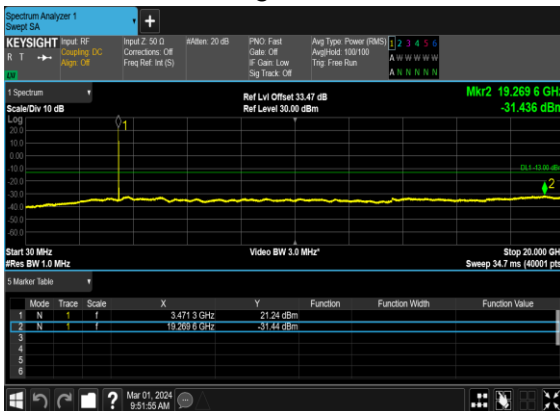 Spectrum Analyzer 1
Swept SA
KEYSIGHT Input: RF Input Z: 50 Ω #Atten: 20 dB PNO: Fast Avg Type: Power (RMS) 1 2 3 4 5 6
R T Coupling: DC Corrections: Off Gate: Off Avg|Hold: 100/100 A W W W W W
Align: Off Freq Ref: Int (S) IF Gain: Low Trig: Free Run
Sig Track: Off A N N N N N
1 Spectrum
Ref Lvl Offset 33.47 dB Mkr2 19.269 6 GHz
Scale/Div 10 dB Ref Level 30.00 dBm -31.436 dBm
Log
20.0
10.0
0.00
-10.0
DL1 -13.00 dBm
-20.0
-30.0
-40.0
-50.0
-60.0
1
2
Start 30 MHz Video BW 3.0 MHz* Stop 20.000 GHz
#Res BW 1.0 MHz Sweep 34.7 ms (40001 pts)
5 Marker Table
Mode Trace Scale X Y Function Function Width Function Value
1 N 1 f 3.471 3 GHz 21.24 dBm
2 N 1 f 19.269 6 GHz -31.44 dBm
3
4
5
6
Mar 01, 2024
9:51:55 AM